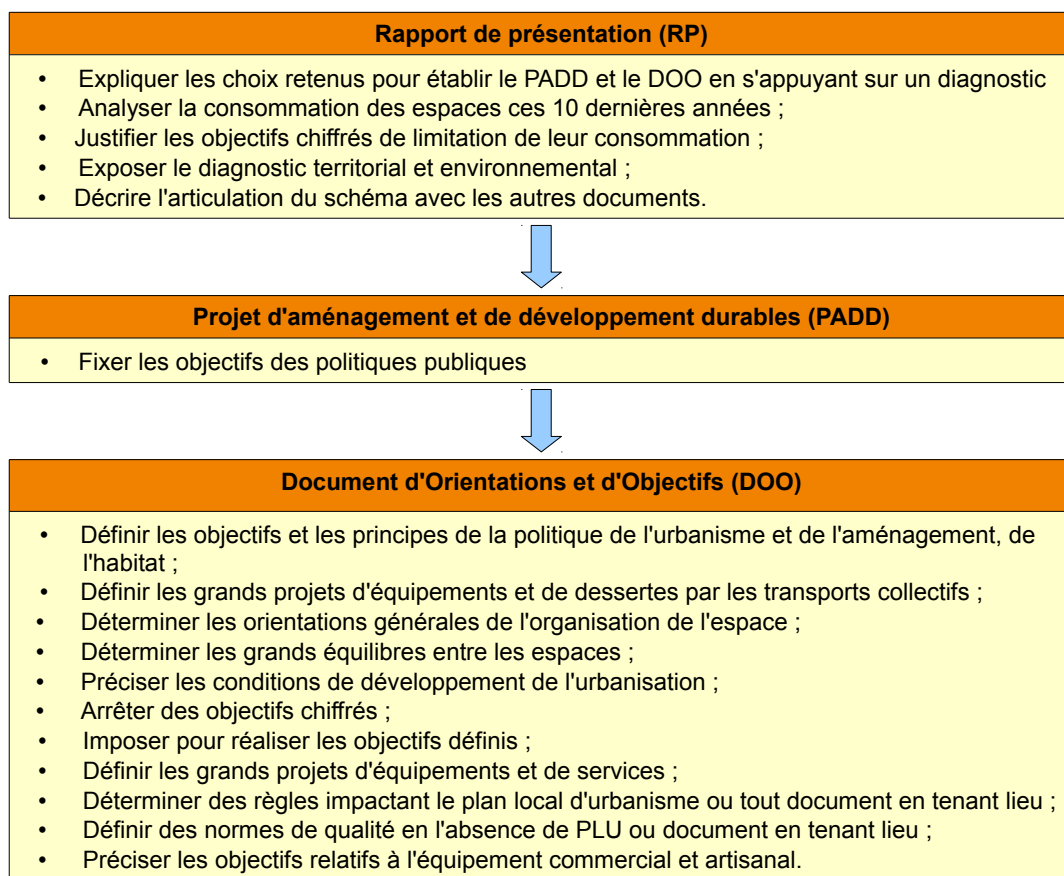 Rapport de présentation (RP)
• Expliquer les choix retenus pour établir le PADD et le DOO en s'appuyant sur un diagnostic
• Analyser la consommation des espaces ces 10 dernières années ;
• Justifier les objectifs chiffrés de limitation de leur consommation ;
• Exposer le diagnostic territorial et environnemental ;
• Décrire l'articulation du schéma avec les autres documents.
Projet d'aménagement et de développement durables (PADD)
• Fixer les objectifs des politiques publiques
Document d'Orientations et d'Objectifs (DOO)
• Définir les objectifs et les principes de la politique de l'urbanisme et de l'aménagement, de
l'habitat ;
• Définir les grands projets d'équipements et de dessertes par les transports collectifs ;
• Déterminer les orientations générales de l'organisation de l'espace ;
• Déterminer les grands équilibres entre les espaces ;
• Préciser les conditions de développement de l'urbanisation ;
• Arrêter des objectifs chiffrés ;
• Imposer pour réaliser les objectifs définis ;
• Définir les grands projets d'équipements et de services ;
• Déterminer des règles impactant le plan local d'urbanisme ou tout document en tenant lieu ;
• Définir des normes de qualité en l'absence de PLU ou document en tenant lieu ;
• Préciser les objectifs relatifs à l'équipement commercial et artisanal.